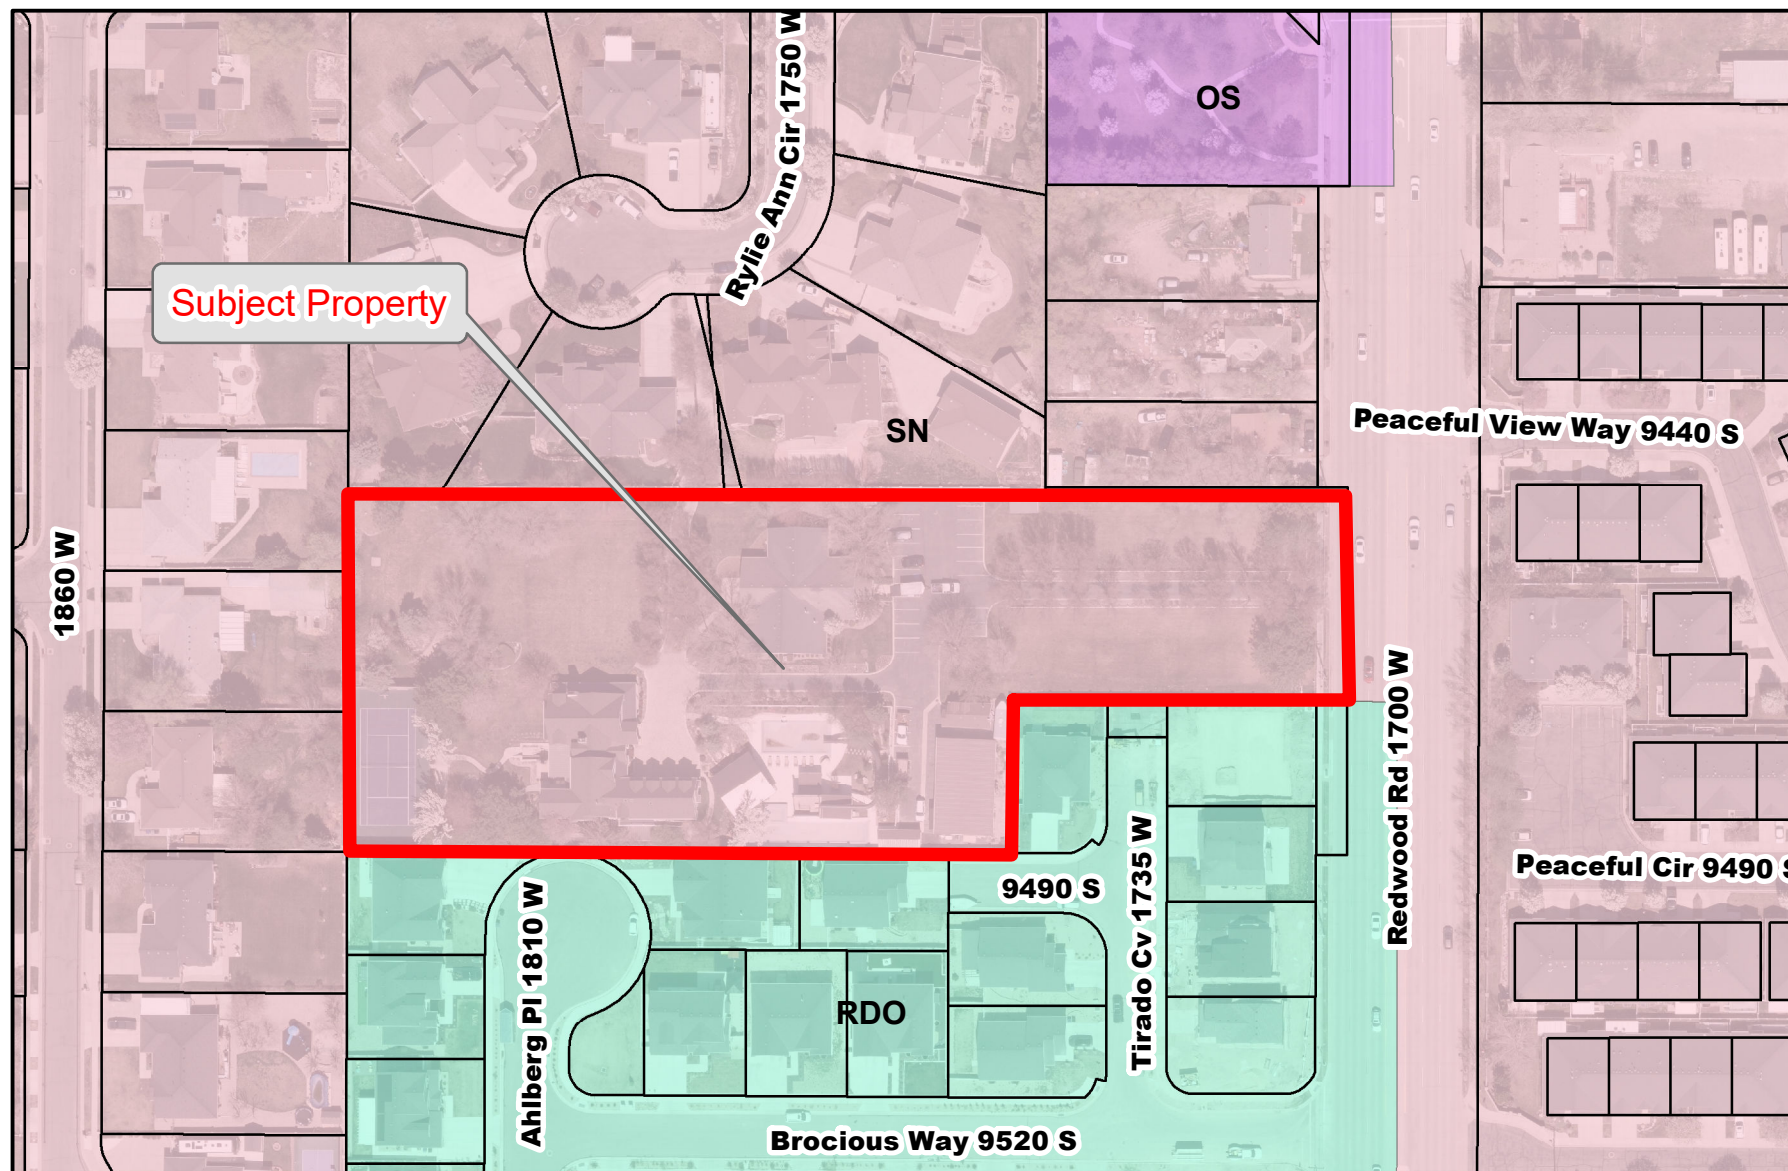 Rylie Ann Cir 1750 W
OS
Subject Property
SN
Peaceful View Way 9440 S
1860 W
Redwood Rd 1700 W
Tirado Cv 1735 W
Peaceful Cir 9490 S
9490 S
Ahlberg Pl 1810 W
RDO
Brocious Way 9520 S